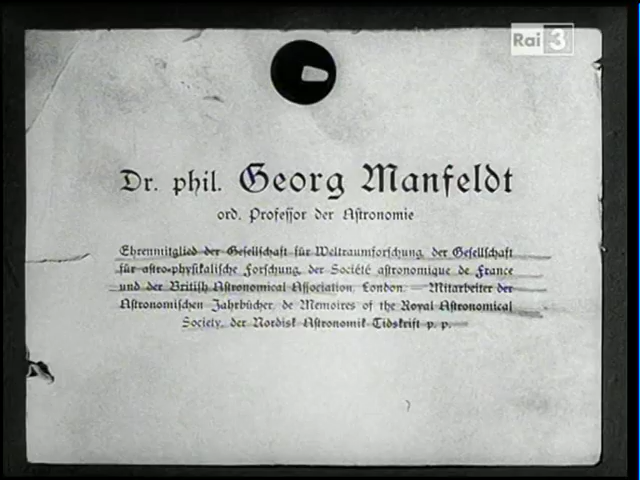 Rai 3
Dr. phil. Georg Manfeldt
ord. Professor der Astronomie
Ehrenmitglied der Gesellschaft für Weltraumforschung, der Gesellschaft
für astro-physikalische Forschung, der Société astronomique de France
und der British Astronomical Association, London. — Mitarbeiter der
Astronomischen Jahrbücher, de Memoires of the Royal Astronomical
Society, der Nordisk Astronomik Tidskrift p. p.